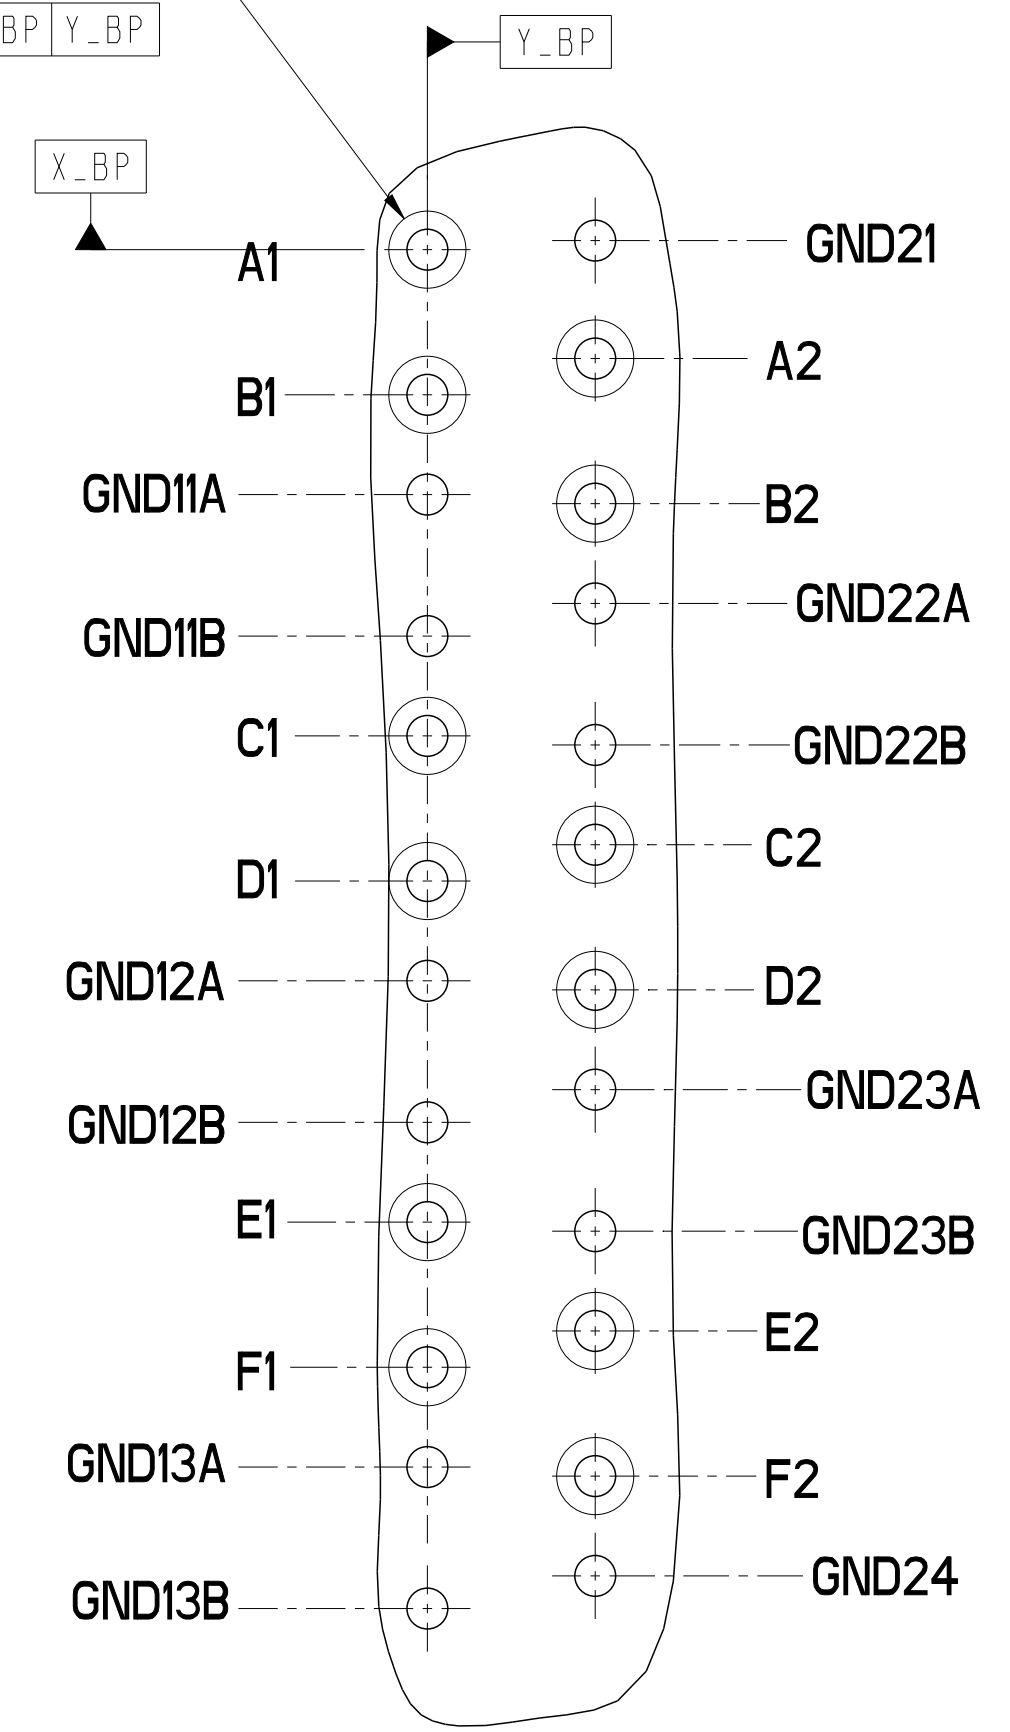 BP Y_BP
Y_BP
X_BP
A1
GND21
A2
B1
GND11A
B2
GND22A
GND11B
C1
GND22B
C2
D1
GND12A
D2
GND23A
GND12B
E1
GND23B
E2
F1
GND13A
F2
GND24
GND13B